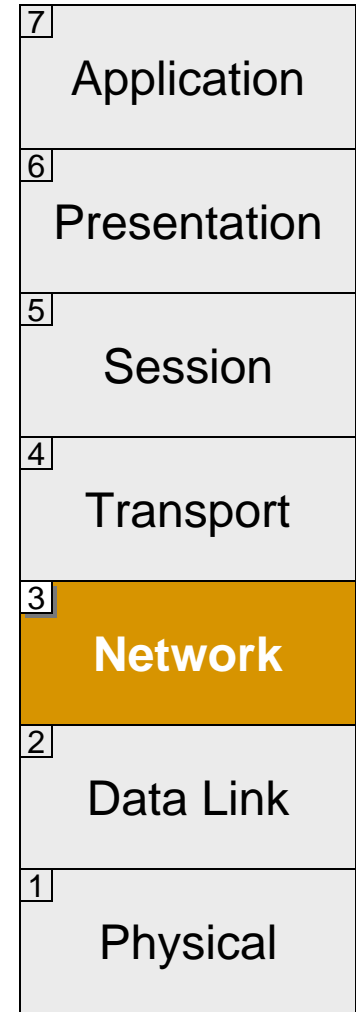 7
Application
6
Presentation
5
Session
4
Transport
3
Network
2
Data Link
1
Physical